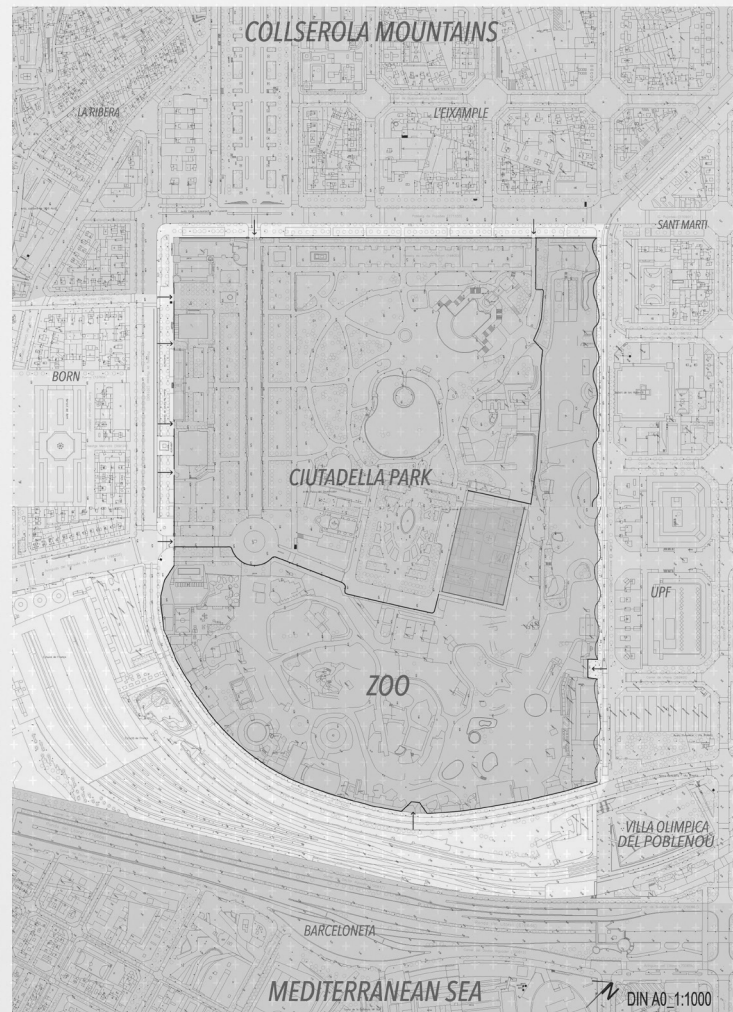 COLLSEROLA MOUNTAINS
LA RIBERA
L'EIXAMPLE
SANT MARTI
BORN
CIUTADELLA PARK
UPF
ZOO
VILLA OLIMPICA
DEL POBLENOU
BARCELONETA
MEDITERRANEAN SEA
DIN A0_1:1000